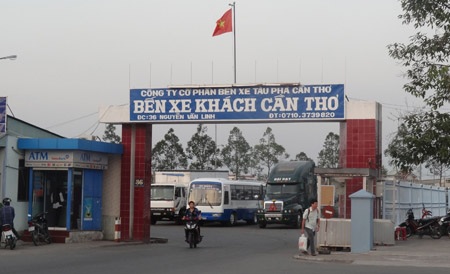 CÔNG TY CỔ PHẦN BẾN XE TÀU PHÀ CẦN THƠ
BẾN XE KHÁCH CẦN THƠ
ĐC:36 NGUYỄN VĂN LINH ĐT:0710.3739820
ATM